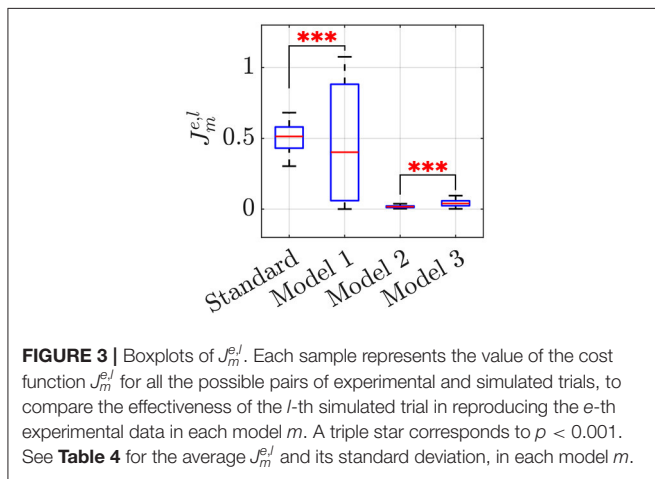 ***
1
0.5
***
0
J_m^{e,l}
Standard
Model 1
Model 2
Model 3
FIGURE 3 | Boxplots of J_m^{e,l}. Each sample represents the value of the cost
function J_m^{e,l} for all the possible pairs of experimental and simulated trials, to
compare the effectiveness of the l-th simulated trial in reproducing the e-th
experimental data in each model m. A triple star corresponds to p < 0.001.
See Table 4 for the average J_m^{e,l} and its standard deviation, in each model m.